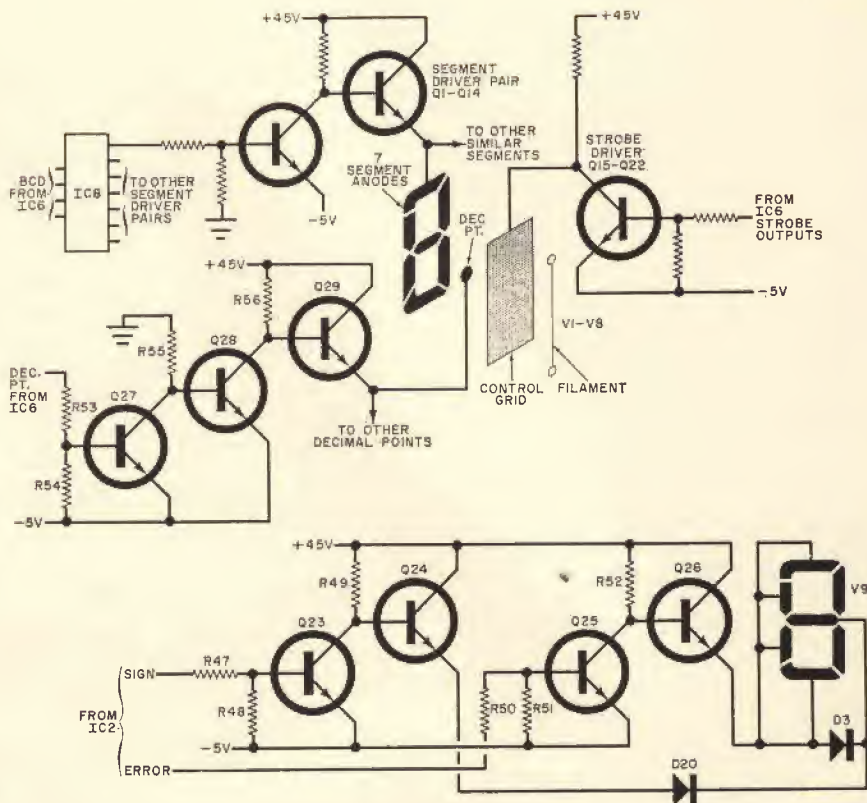 +45V
SEGMENT
DRIVER PAIR
Q1-Q14
+45V
BCD
FROM
IC6
IC8
TO OTHER
SEGMENT
DRIVER
PAIRS
-5V
TO OTHER
SIMILAR
SEGMENTS
7
SEGMENT
ANODES
DEC
PT.
STROBE
DRIVER
Q15-Q22
FROM
IC6
STROBE
OUTPUTS
-5V
+45V
R56
Q29
R55
Q28
DEC.
PT.
FROM
IC6
R53
Q27
R54
-5V
TO OTHER
DECIMAL POINTS
CONTROL
GRID
FILAMENT
V1-V8
+45V
R49
Q24
R52
Q26
V9
Q23
Q25
SIGN
R47
R48
R50
R51
FROM
IC2
-5V
ERROR
D3
D20